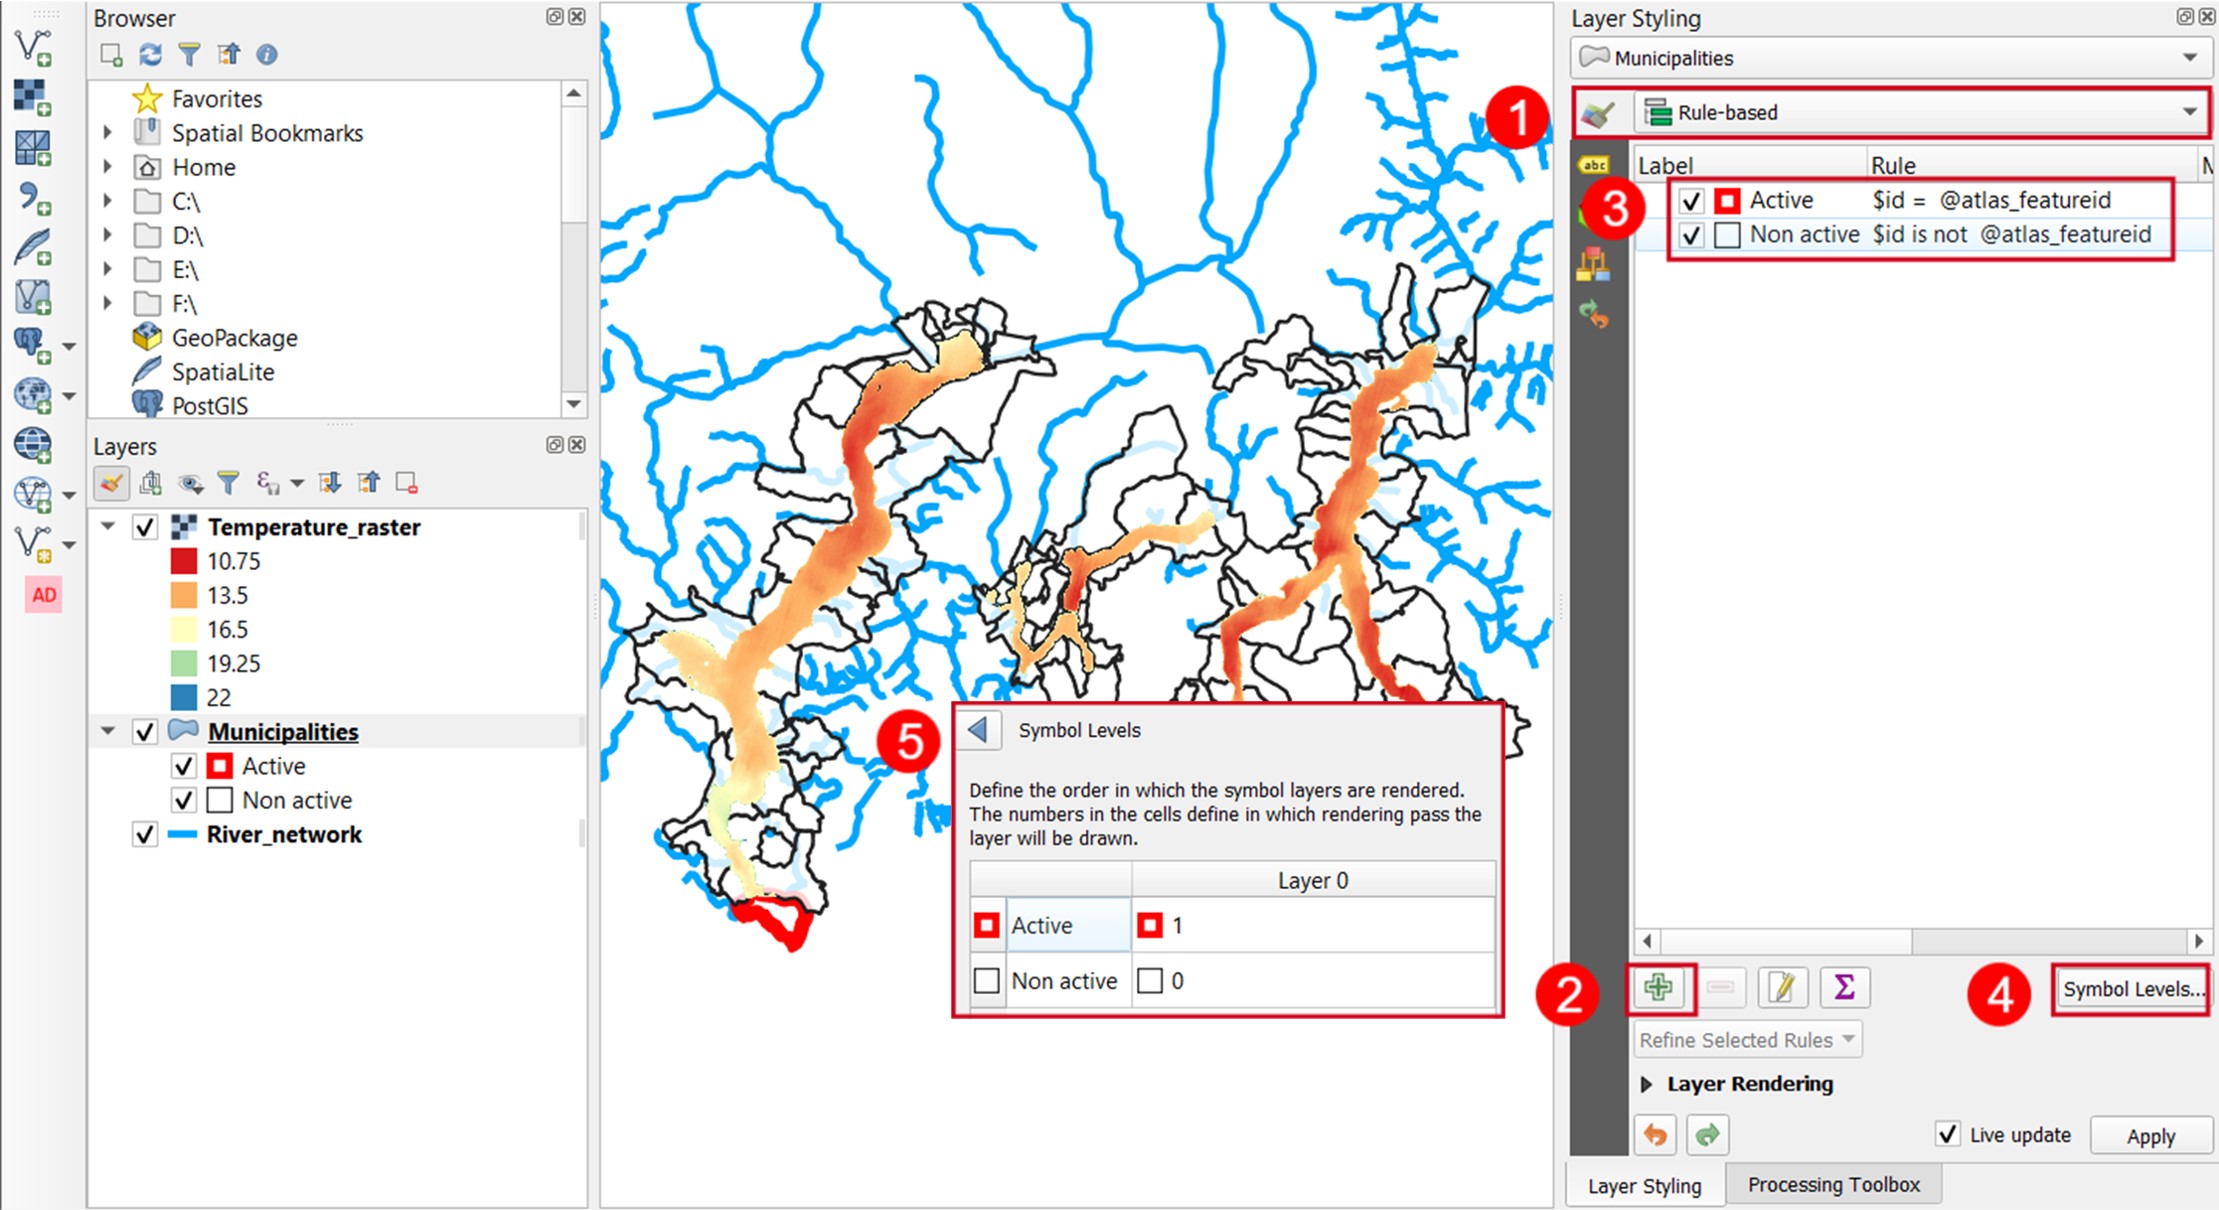 Browser
Favorites
Spatial Bookmarks
Home
C:\
D:\
E:\
F:\
GeoPackage
SpatiaLite
PostGIS
AD
Layers
Temperature_raster
10.75
13.5
16.5
19.25
22
Municipalities
Active
Non active
River_network
5
Symbol Levels
Define the order in which the symbol layers are rendered.
The numbers in the cells define in which rendering pass the
layer will be drawn.
Layer 0
Active 1
Non active 0
Layer Styling
Municipalities
1
Rule-based
abc
Label Rule M
3
Active $id = @atlas_featureid
Non active $id is not @atlas_featureid
2
Σ
4
Symbol Levels...
Refine Selected Rules
Layer Rendering
Live update Apply
Layer Styling Processing Toolbox